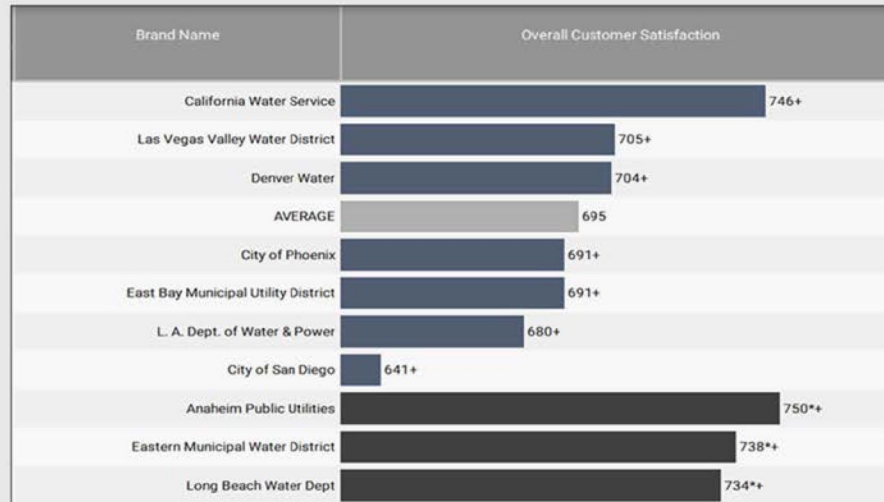 Brand Name Overall Customer Satisfaction
California Water Service 746+
Las Vegas Valley Water District 705+
Denver Water 704+
AVERAGE 695
City of Phoenix 691+
East Bay Municipal Utility District 691+
L. A. Dept. of Water & Power 680+
City of San Diego 641+
Anaheim Public Utilities 750*+
Eastern Municipal Water District 738*+
Long Beach Water Dept 734*+